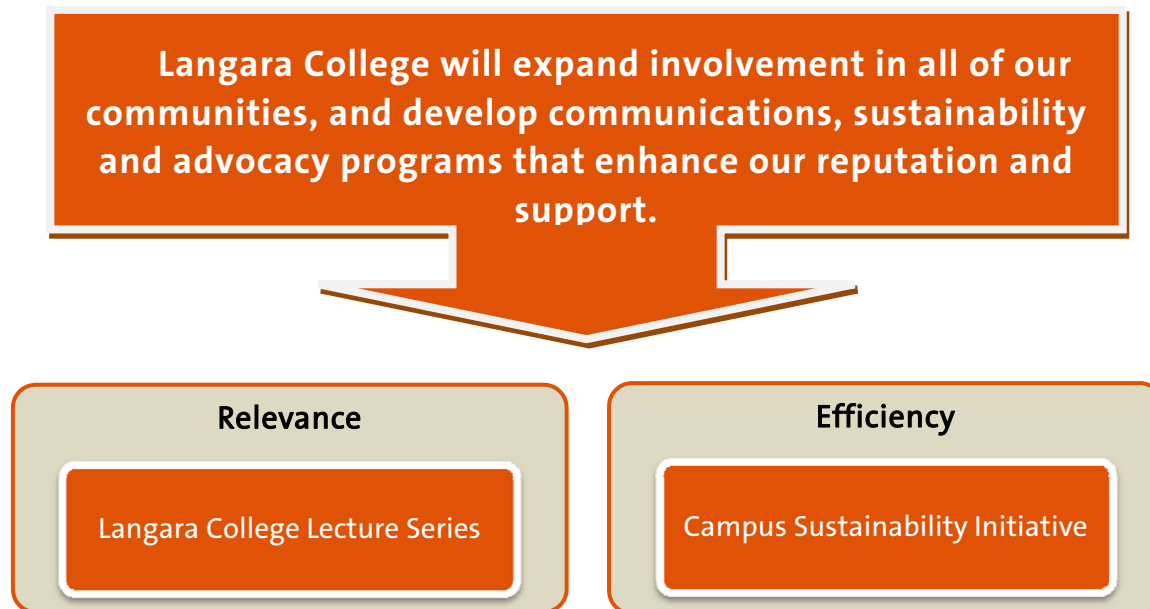 Langara College will expand involvement in all of our
communities, and develop communications, sustainability
and advocacy programs that enhance our reputation and
support.
Relevance
Langara College Lecture Series
Efficiency
Campus Sustainability Initiative